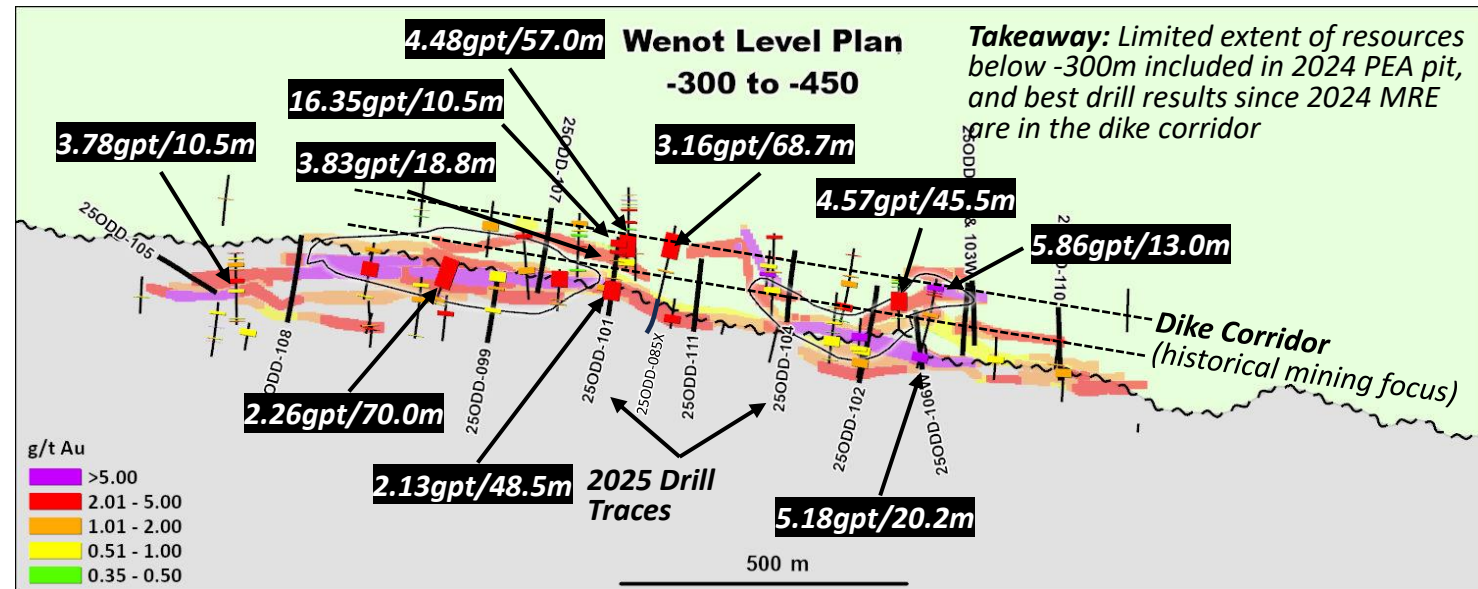 Wenot Level Plan
-300 to -450
Takeaway: Limited extent of resources
below -300m included in 2024 PEA pit,
and best drill results since 2024 MRE
are in the dike corridor
4.48gpt/57.0m
16.35gpt/10.5m
3.78gpt/10.5m
3.83gpt/18.8m
3.16gpt/68.7m
4.57gpt/45.5m
5.86gpt/13.0m
25ODD-107
25ODD-105
& 103W
Dike Corridor
(historical mining focus)
25ODD-099
25ODD-101
25ODD-085X
25ODD-111
25ODD-104
25ODD-102
2.26gpt/70.0m
2.13gpt/48.5m
2025 Drill
Traces
5.18gpt/20.2m
g/t Au
>5.00
2.01 - 5.00
1.01 - 2.00
0.51 - 1.00
0.35 - 0.50
500 m